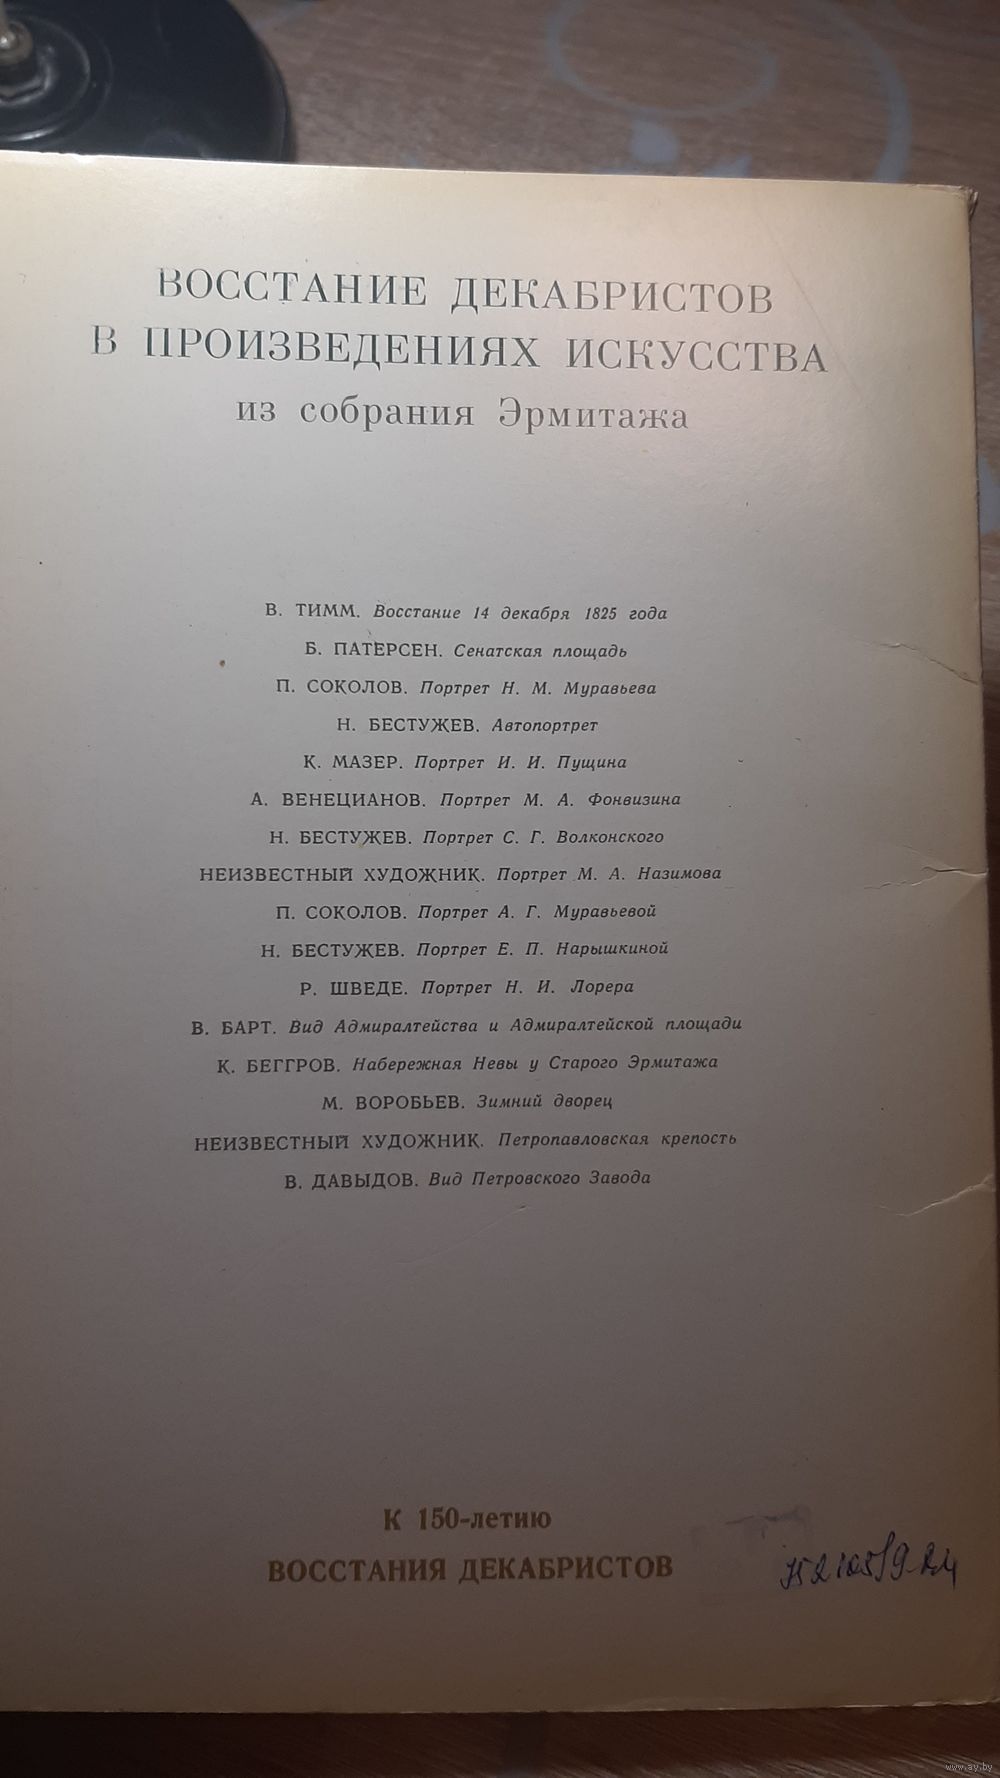 ВОССТАНИЕ ДЕКАБРИСТОВ
В ПРОИЗВЕДЕНИЯХ ИСКУССТВА
из собрания Эрмитажа
В. ТИММ. Восстание 14 декабря 1825 года
Б. ПАТЕРСЕН. Сенатская площадь
П. СОКОЛОВ. Портрет Н. М. Муравьева
Н. БЕСТУЖЕВ. Автопортрет
К. МАЗЕР. Портрет И. И. Пущина
А. ВЕНЕЦИАНОВ. Портрет М. А. Фонвизина
Н. БЕСТУЖЕВ. Портрет С. Г. Волконского
НЕИЗВЕСТНЫЙ ХУДОЖНИК. Портрет М. А. Назимова
П. СОКОЛОВ. Портрет А. Г. Муравьевой
Н. БЕСТУЖЕВ. Портрет Е. П. Нарышкиной
Р. ШВЕДЕ. Портрет Н. И. Лорера
В. БАРТ. Вид Адмиралтейства и Адмиралтейской площади
К. БЕГГРОВ. Набережная Невы у Старого Эрмитажа
М. ВОРОБЬЕВ. Зимний дворец
НЕИЗВЕСТНЫЙ ХУДОЖНИК. Петропавловская крепость
В. ДАВЫДОВ. Вид Петровского Завода
К 150-летию
ВОССТАНИЯ ДЕКАБРИСТОВ
www.ay.by